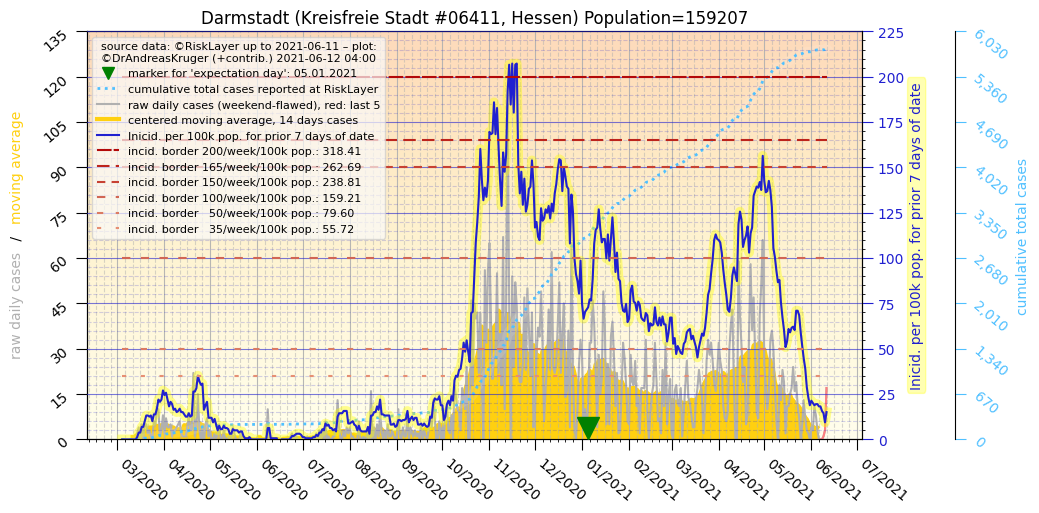 Darmstadt (Kreisfreie Stadt #06411, Hessen) Population=159207
source data: ©RiskLayer up to 2021-06-11 – plot:
©DrAndreasKruger (+contrib.) 2021-06-12 04:00
marker for 'expectation day': 05.01.2021
cumulative total cases reported at RiskLayer
raw daily cases (weekend-flawed), red: last 5
centered moving average, 14 days cases
Inicid. per 100k pop. for prior 7 days of date
incid. border 200/week/100k pop.: 318.41
incid. border 165/week/100k pop.: 262.69
incid. border 150/week/100k pop.: 238.81
incid. border 100/week/100k pop.: 159.21
incid. border 50/week/100k pop.: 79.60
incid. border 35/week/100k pop.: 55.72
raw daily cases / moving average
135
120
105
90
75
60
45
30
15
0
225
200
175
150
125
100
75
50
25
0
Inicid. per 100k pop. for prior 7 days of date
6,030
5,360
4,690
4,020
3,350
2,680
2,010
1,340
670
0
cumulative total cases
03/2020
04/2020
05/2020
06/2020
07/2020
08/2020
09/2020
10/2020
11/2020
12/2020
01/2021
02/2021
03/2021
04/2021
05/2021
06/2021
07/2021